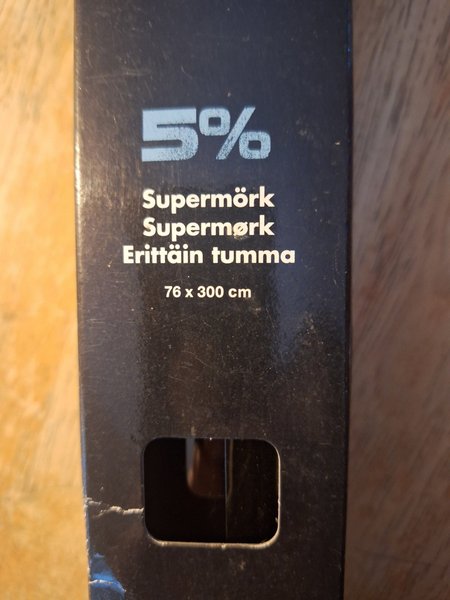 5%
Supermörk
Supermørk
Erittäin tumma
76 x 300 cm